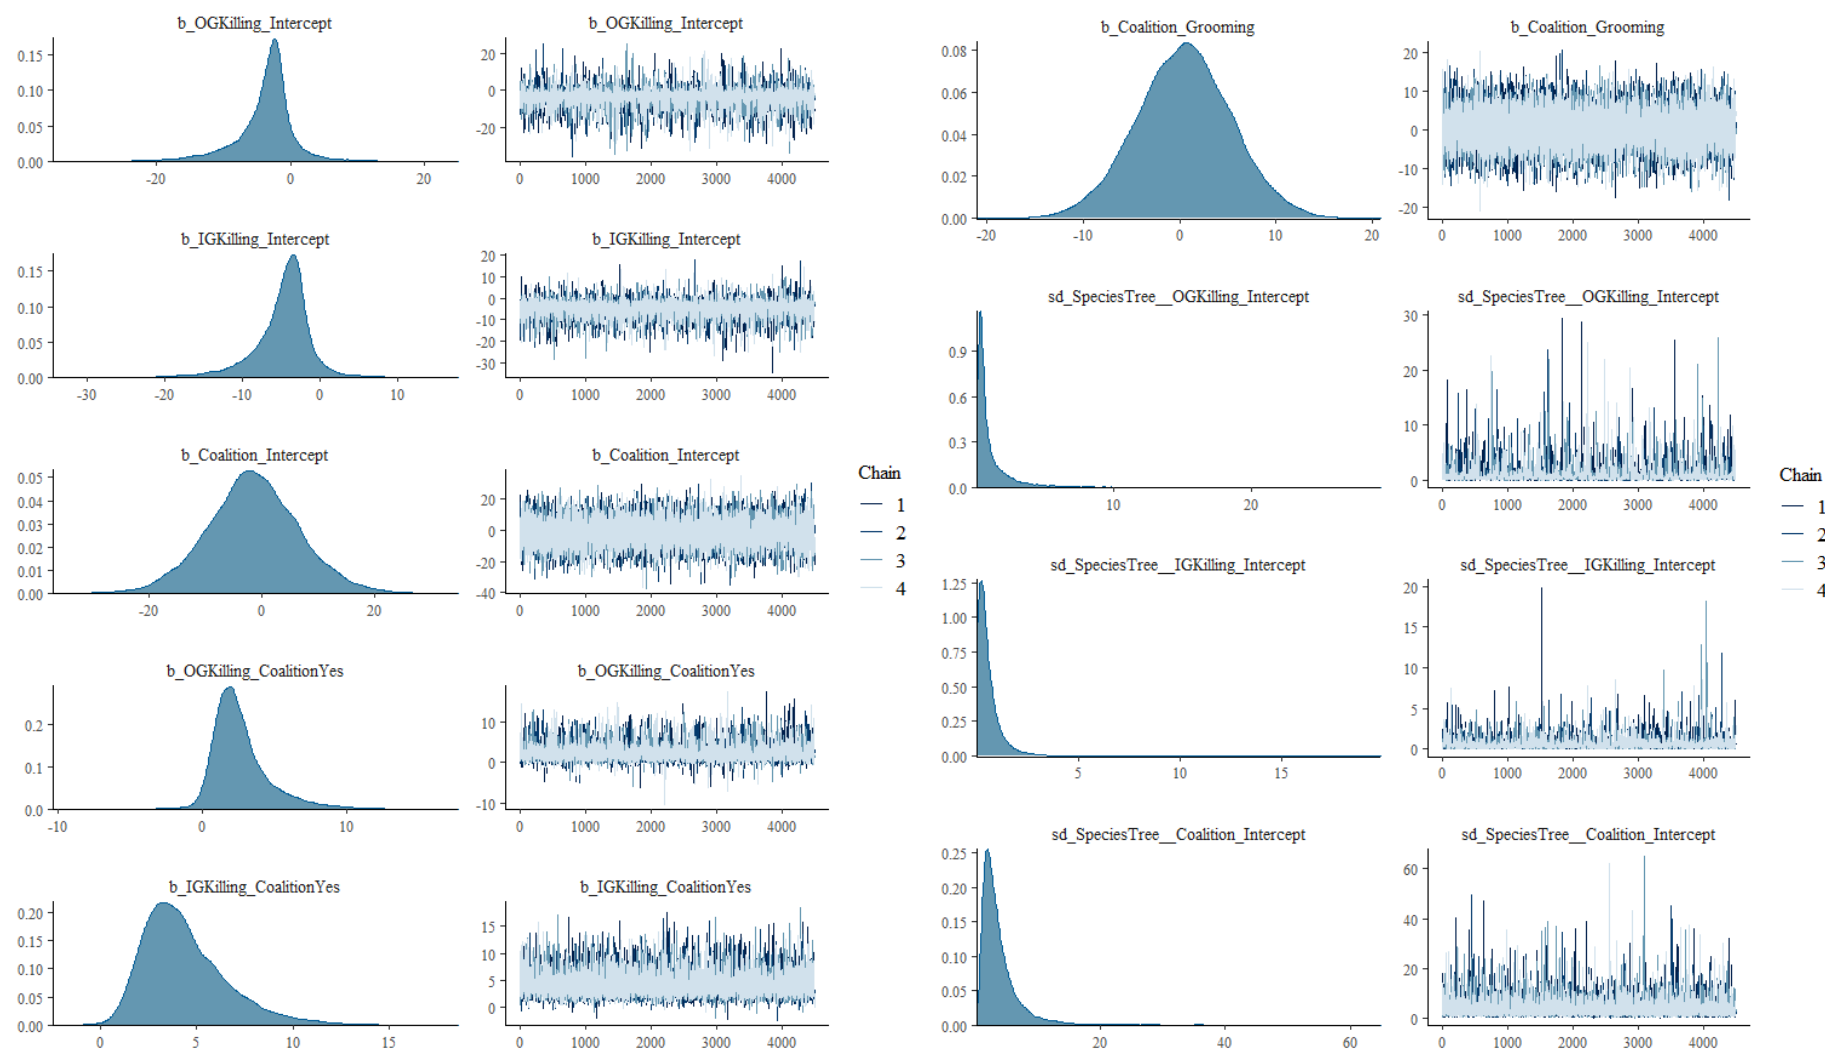 b_OGKilling_Intercept
0.15
0.10
0.05
0.00
-20 0 20
b_OGKilling_Intercept
20
0
-20
0 1000 2000 3000 4000
b_IGKilling_Intercept
0.15
0.10
0.05
0.00
-30 -20 -10 0 10
b_IGKilling_Intercept
20
10
0
-10
-20
-30
0 1000 2000 3000 4000
b_Coalition_Intercept
0.05
0.04
0.03
0.02
0.01
0.00
-20 0 20
b_Coalition_Intercept
20
0
-20
-40
0 1000 2000 3000 4000
b_OGKilling_CoalitionYes
0.2
0.1
0.0
-10 0 10
b_OGKilling_CoalitionYes
10
0
-10
0 1000 2000 3000 4000
b_IGKilling_CoalitionYes
0.20
0.15
0.10
0.05
0.00
0 5 10 15
b_IGKilling_CoalitionYes
15
10
5
0
0 1000 2000 3000 4000
Chain
1
2
3
4
b_Coalition_Grooming
0.08
0.06
0.04
0.02
0.00
-20 -10 0 10 20
b_Coalition_Grooming
20
10
0
-10
-20
0 1000 2000 3000 4000
sd_SpeciesTree__OGKilling_Intercept
0.9
0.6
0.3
0.0
10 20
sd_SpeciesTree__OGKilling_Intercept
30
20
10
0
0 1000 2000 3000 4000
sd_SpeciesTree__IGKilling_Intercept
1.25
1.00
0.75
0.50
0.25
0.00
5 10 15
sd_SpeciesTree__IGKilling_Intercept
20
15
10
5
0
0 1000 2000 3000 4000
sd_SpeciesTree__Coalition_Intercept
0.25
0.20
0.15
0.10
0.05
0.00
20 40 60
sd_SpeciesTree__Coalition_Intercept
60
40
20
0
0 1000 2000 3000 4000
Chain
1
2
3
4